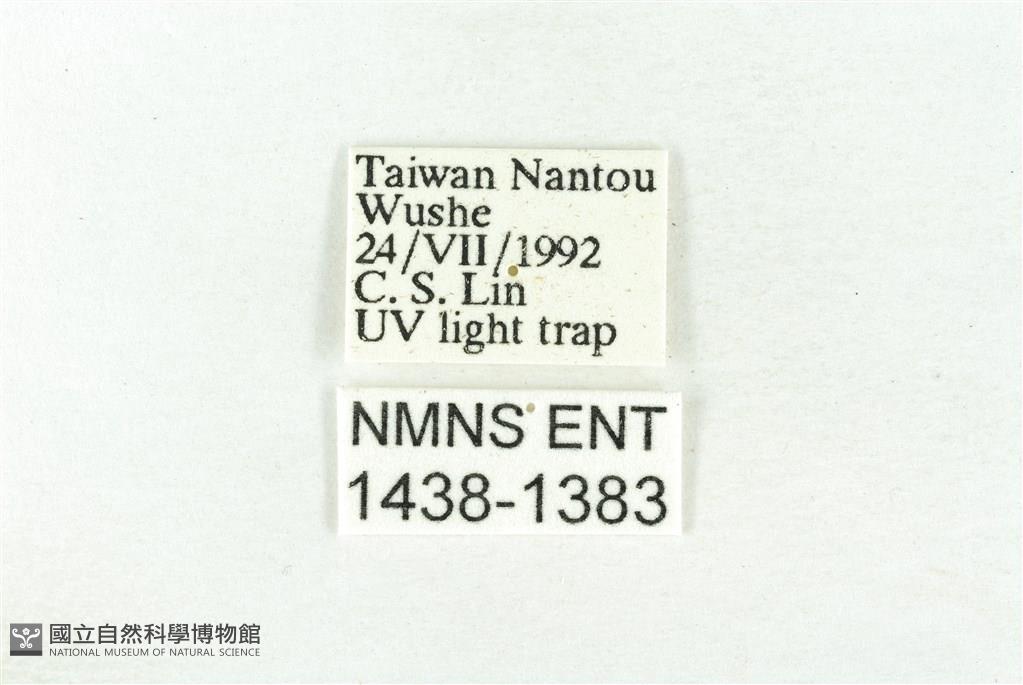 Taiwan Nantou
Wushe
24/VII/1992
C. S. Lin
UV light trap
NMNS ENT
1438-1383
國立自然科學博物館
NATIONAL MUSEUM OF NATURAL SCIENCE